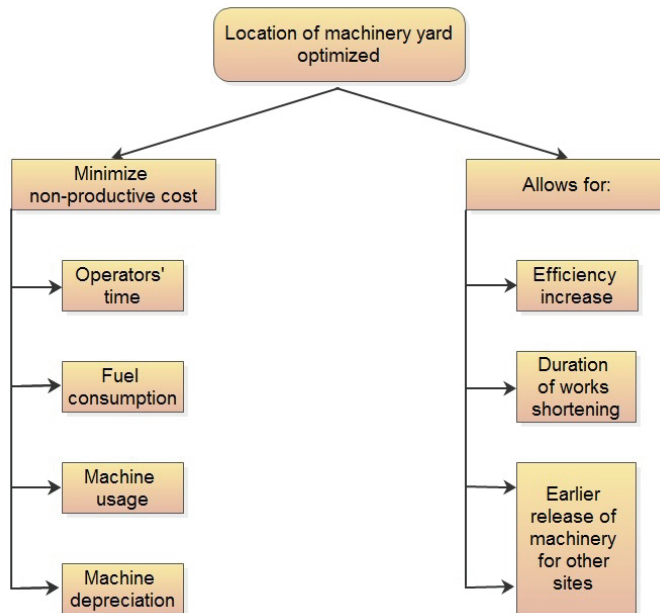 Location of machinery yard
optimized
Minimize
non-productive cost
Operators'
time
Fuel
consumption
Machine
usage
Machine
depreciation
Allows for:
Efficiency
increase
Duration
of works
shortening
Earlier
release of
machinery
for other
sites